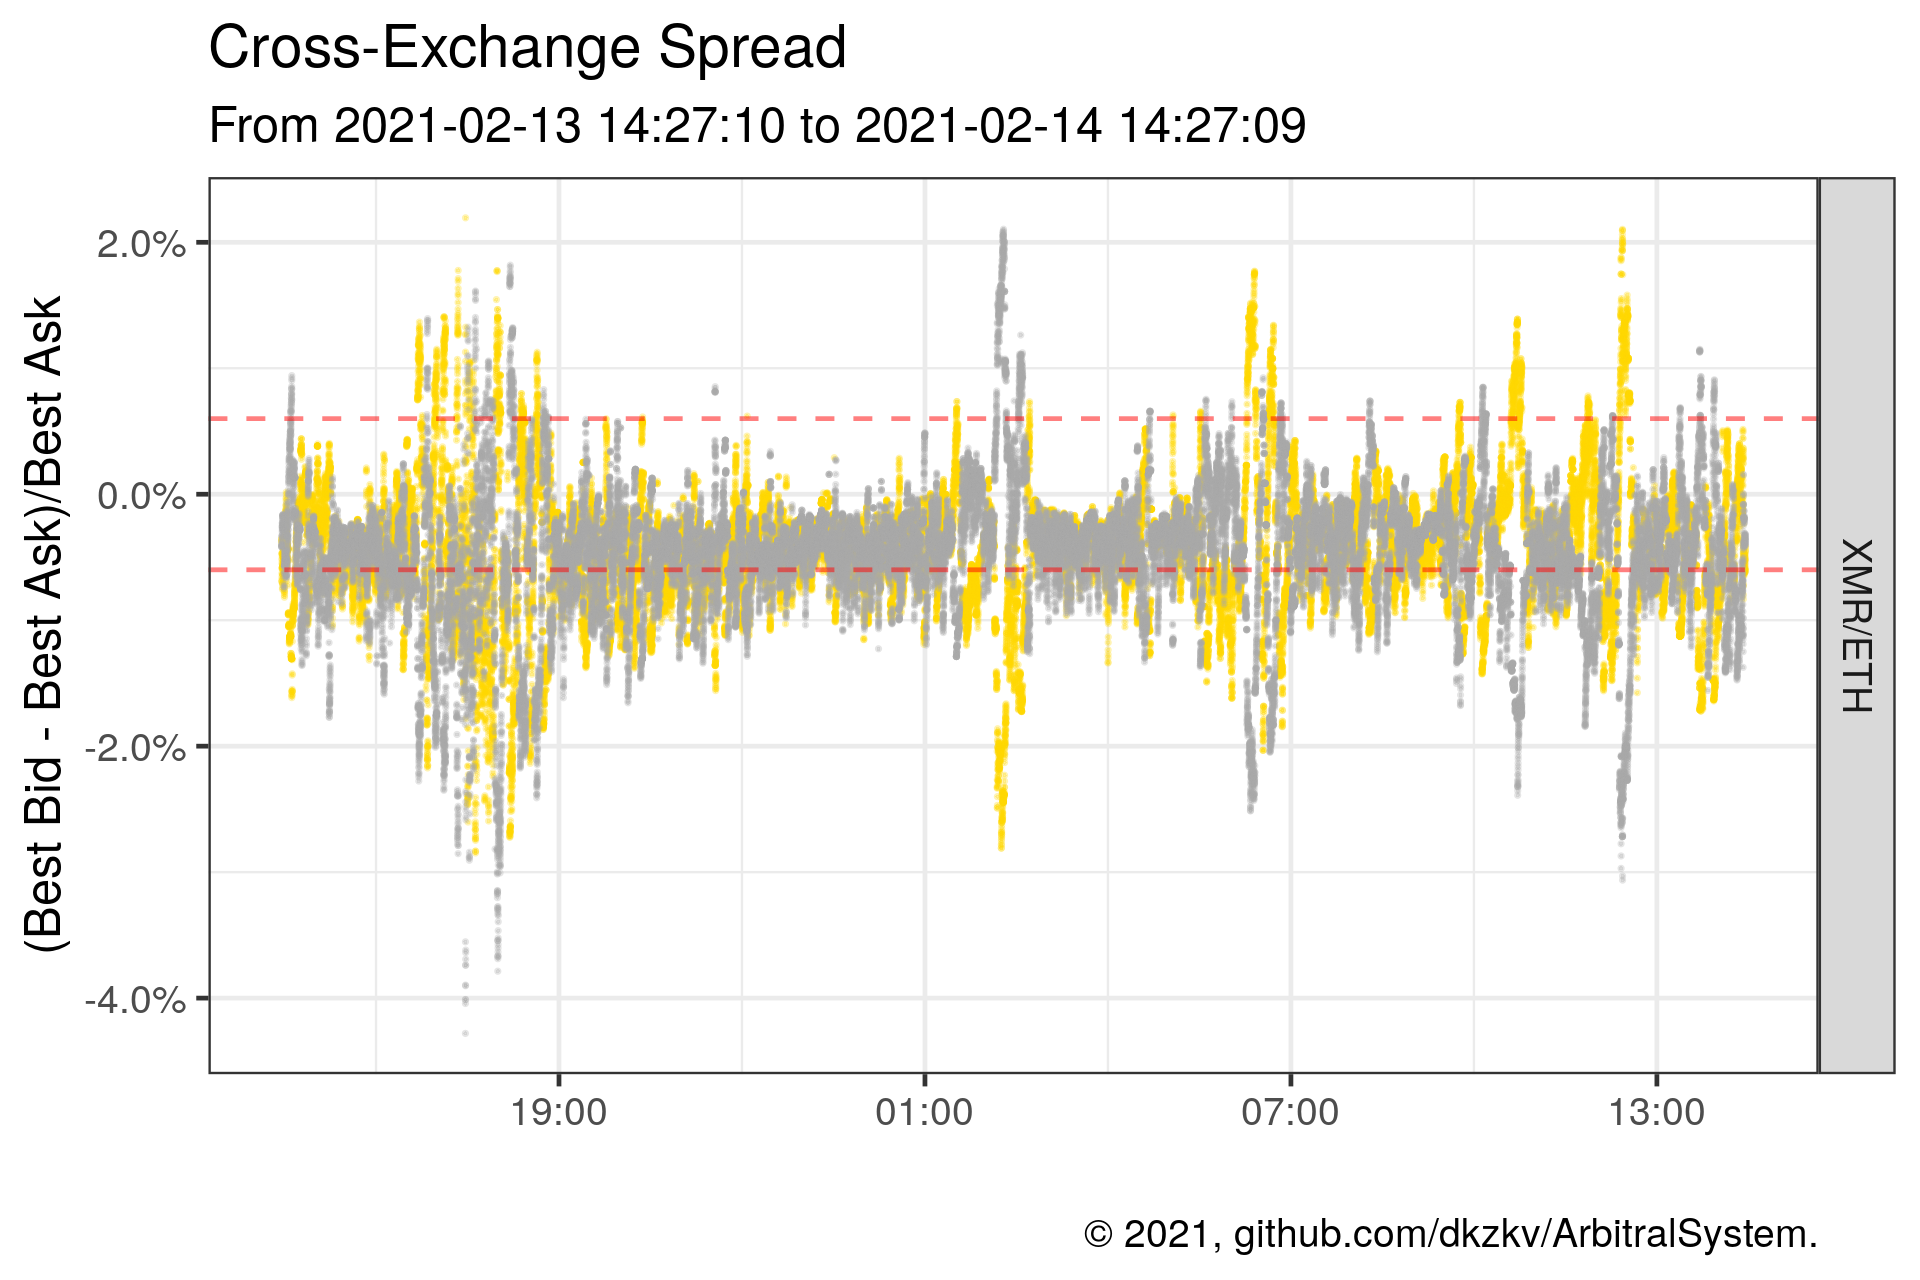 Cross-Exchange Spread
From 2021-02-13 14:27:10 to 2021-02-14 14:27:09
(Best Bid - Best Ask)/Best Ask
2.0%
0.0%
-2.0%
-4.0%
XMR/ETH
19:00
01:00
07:00
13:00
© 2021, github.com/dkzkv/ArbitralSystem.